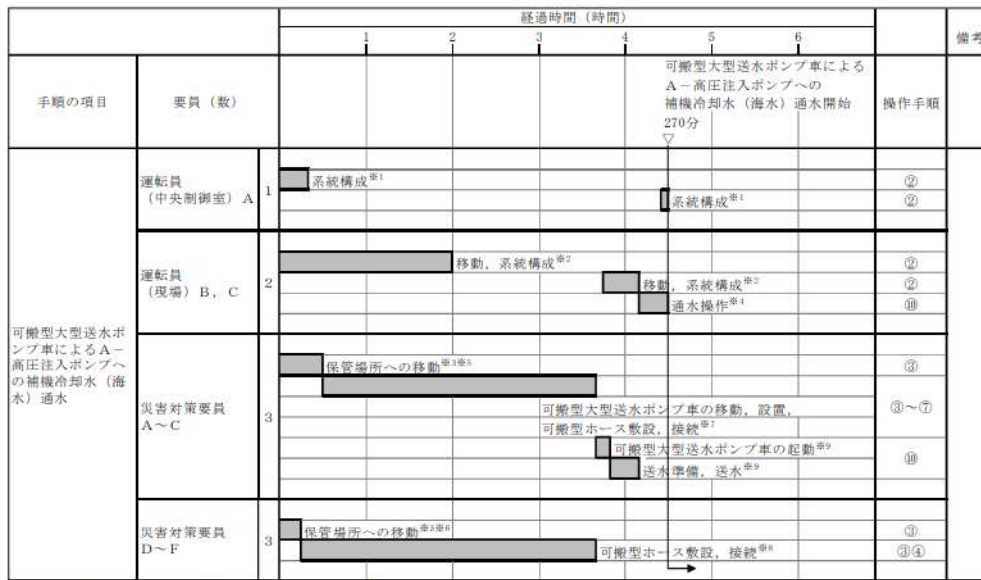 経過時間（時間）
1 2 3 4 5 6
備考
手順の項目
要員（数）
可搬型大型送水ポンプ車による
A－高圧注入ポンプへの
補機冷却水（海水）通水開始
270分
▽
操作手順
運転員
（中央制御室）A
1
系統構成※1
②
系統構成※1
②
運転員
（現場）B，C
2
移動，系統構成※2
②
移動，系統構成※2
②
通水操作※4
⑩
可搬型大型送水ポ
ンプ車によるA－
高圧注入ポンプへ
の補機冷却水（海
水）通水
災害対策要員
A～C
3
保管場所への移動※3※5
③
可搬型大型送水ポンプ車の移動，設置，
可搬型ホース敷設，接続※7
③～⑦
可搬型大型送水ポンプ車の起動※9
送水準備，送水※9
⑩
災害対策要員
D～F
3
保管場所への移動※3※6
③
可搬型ホース敷設，接続※8
③④